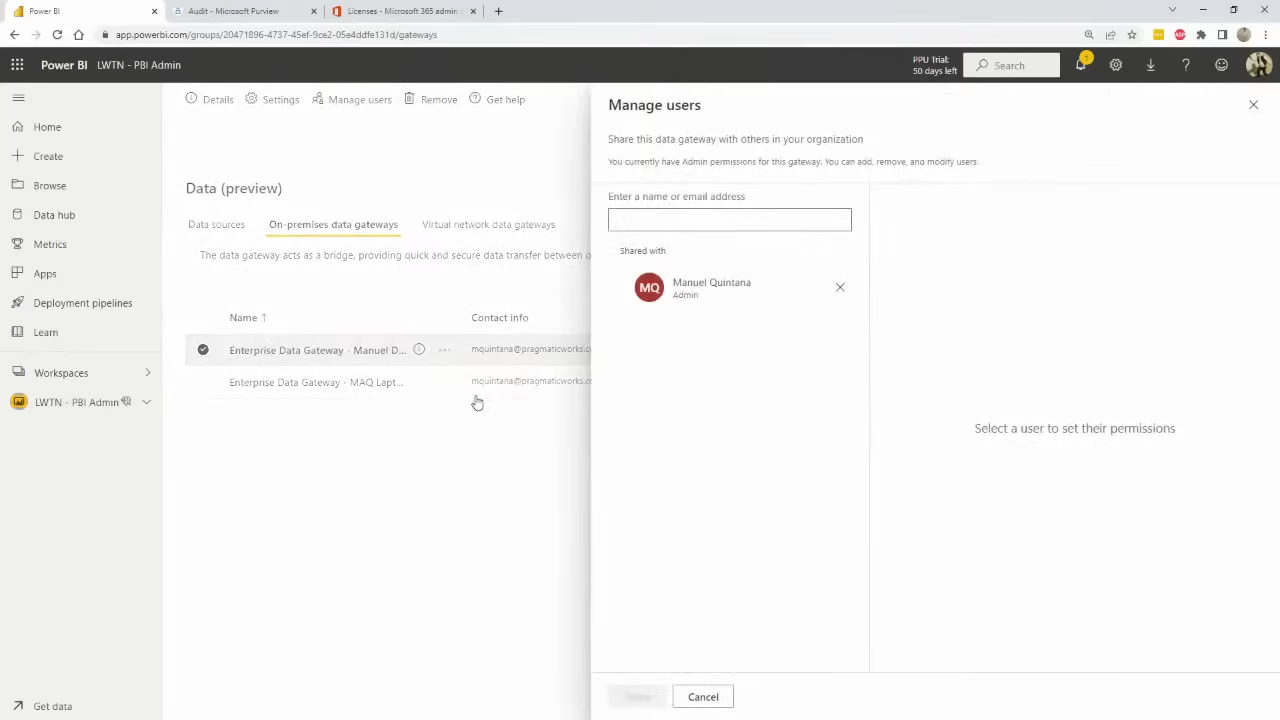 Power BI
Audit - Microsoft Purview
Licenses - Microsoft 365 admin c
app.powerbi.com/groups/20471896-4737-45ef-9ce2-05e4ddfe131d/gateways
Power BI LWTN - PBI Admin
PPU Trial:
50 days left
Search
1
Home
Create
Browse
Data hub
Metrics
Apps
Deployment pipelines
Learn
Workspaces
LWTN - PBI Admin
Get data
Details Settings Manage users Remove Get help
Data (preview)
Data sources On-premises data gateways Virtual network data gateways
The data gateway acts as a bridge, providing quick and secure data transfer between o
Name ↑ Contact info
Enterprise Data Gateway - Manuel D... mquintana@pragmaticworks.cc
Enterprise Data Gateway - MAQ Lapt... mquintana@pragmaticworks.cc
Manage users
Share this data gateway with others in your organization
You currently have Admin permissions for this gateway. You can add, remove, and modify users.
Enter a name or email address
Shared with
MQ
Manuel Quintana
Admin
Select a user to set their permissions
Cancel